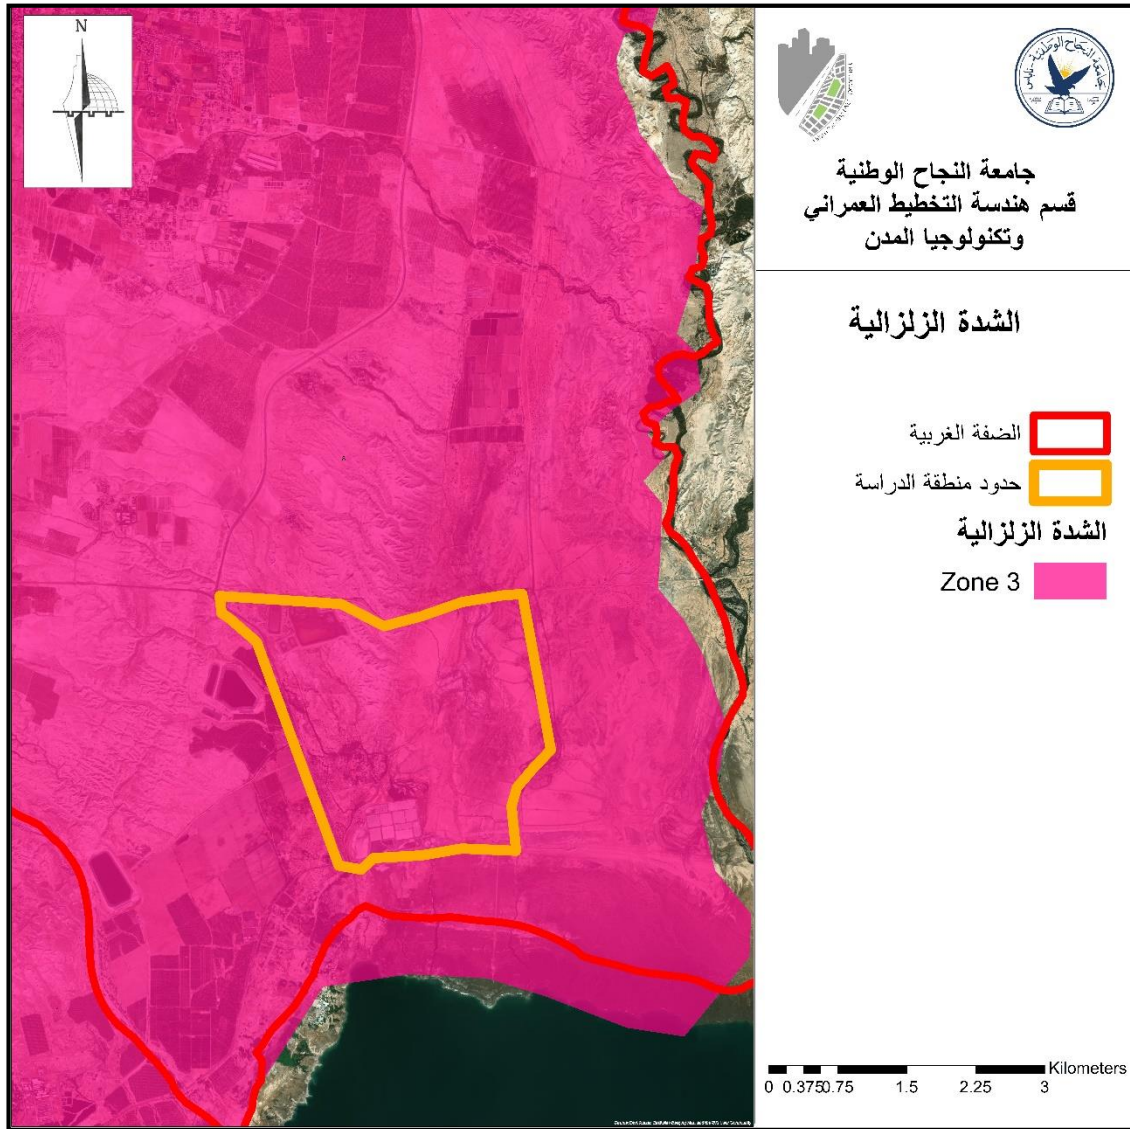 N
جامعة النجاح الوطنية
قسم هندسة التخطيط العمراني
وتكنولوجيا المدن
الشدة الزلزالية
الضفة الغربية
حدود منطقة الدراسة
الشدة الزلزالية
Zone 3
Kilometers
0 0.375 0.75 1.5 2.25 3